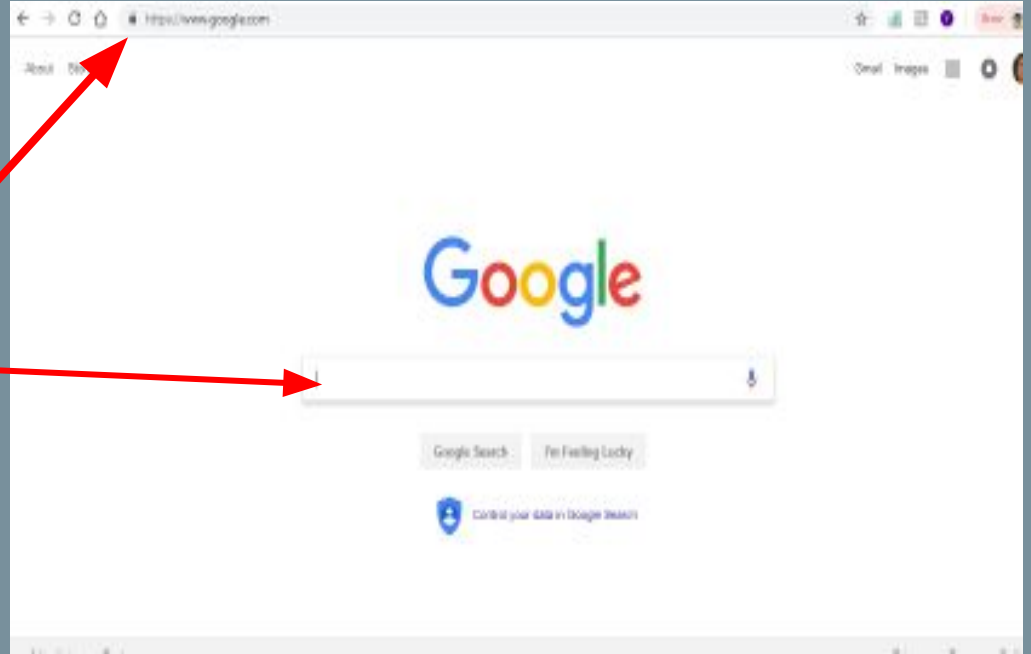 https://www.google.com
About
Gmail Images
Google
Google Search I'm Feeling Lucky
Control your data in Google Search